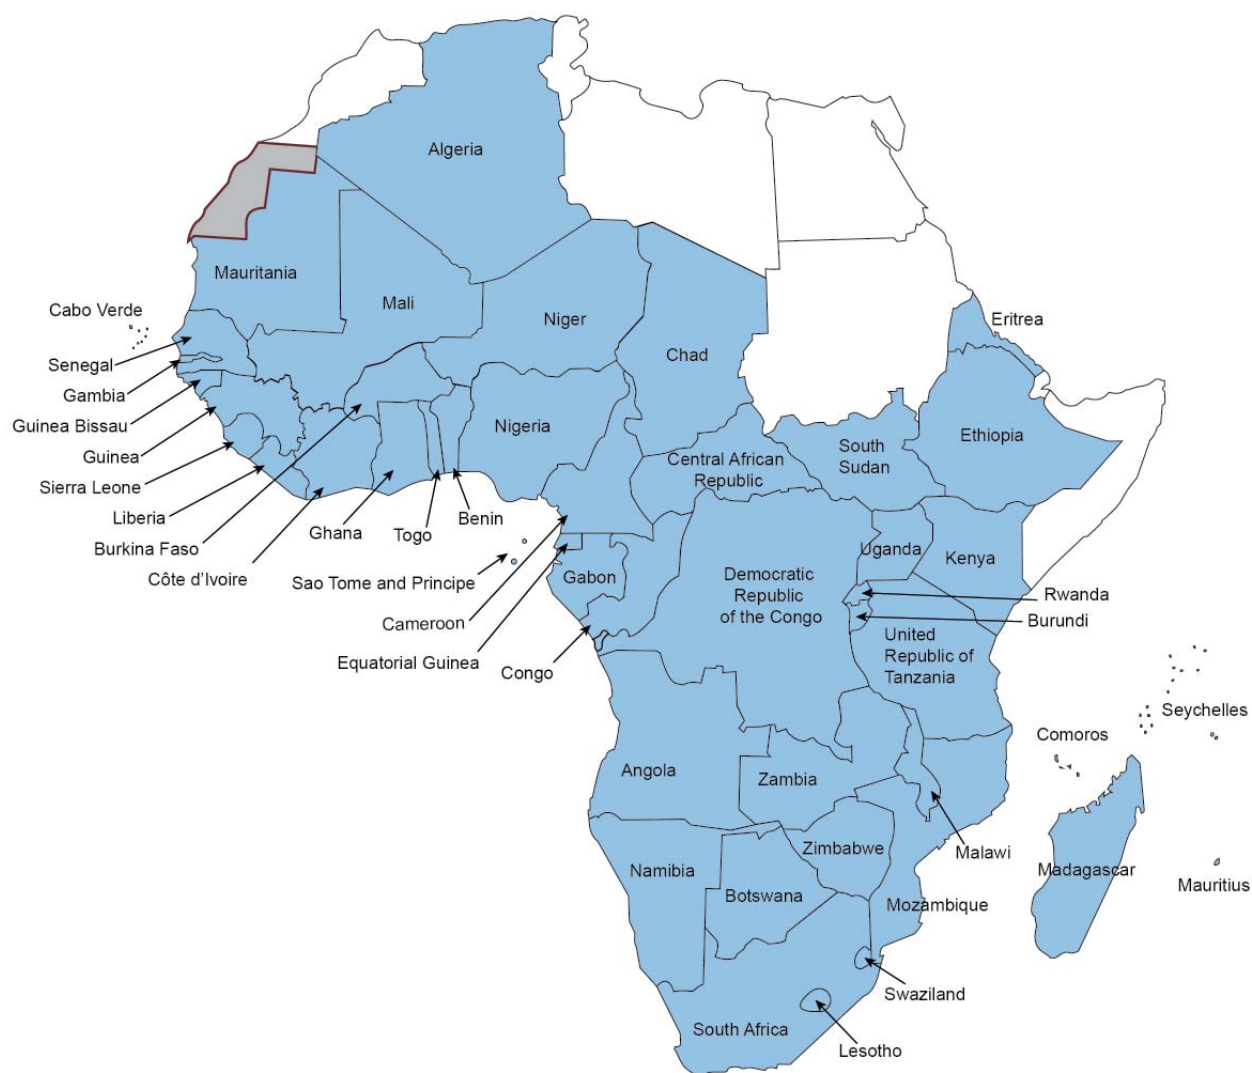 Algeria
Mauritania
Mali
Niger
Chad
Eritrea
Cabo Verde
Senegal
Gambia
Guinea Bissau
Guinea
Sierra Leone
Liberia
Burkina Faso
Côte d’Ivoire
Ghana
Togo
Benin
Nigeria
Sao Tome and Principe
Cameroon
Equatorial Guinea
Congo
Gabon
Central African
Republic
South
Sudan
Ethiopia
Uganda
Kenya
Democratic
Republic
of the Congo
Rwanda
Burundi
United
Republic of
Tanzania
Seychelles
Comoros
Angola
Zambia
Malawi
Zimbabwe
Namibia
Botswana
Mozambique
Madagascar
Mauritius
Swaziland
South Africa
Lesotho